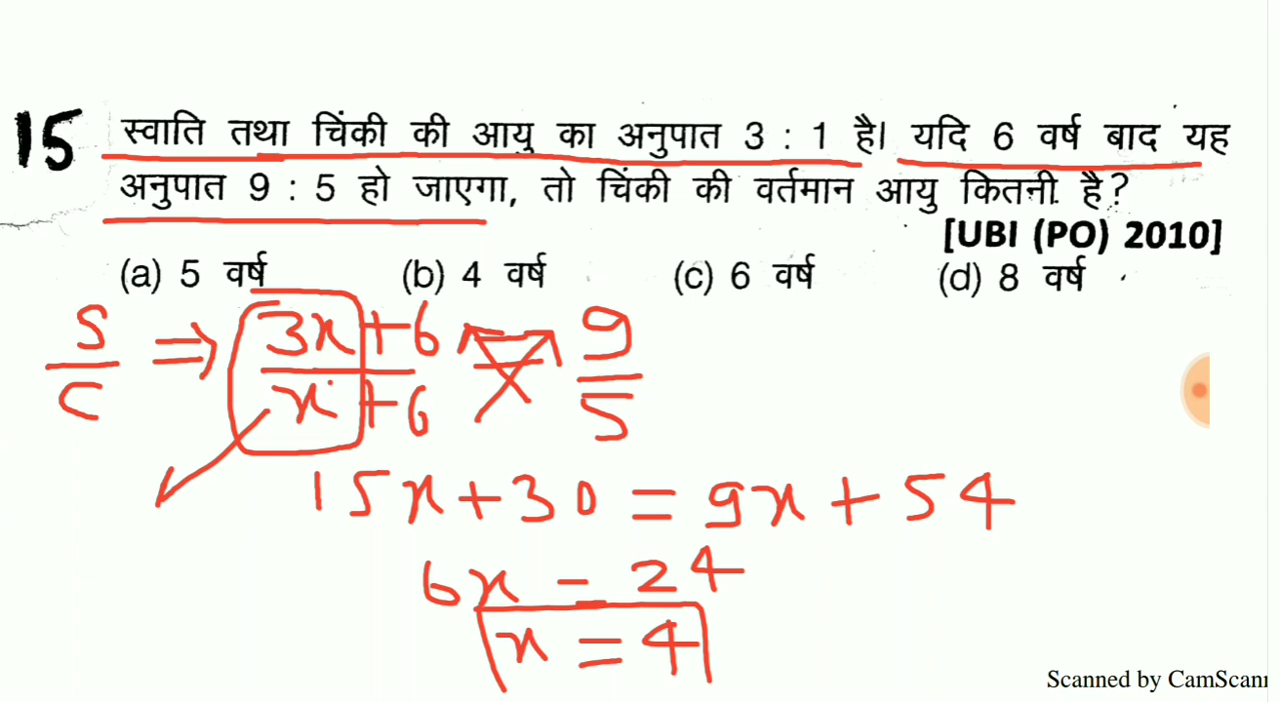 15 स्वाति तथा चिंकी की आयु का अनुपात 3 : 1 है। यदि 6 वर्ष बाद यह
अनुपात 9 : 5 हो जाएगा, तो चिंकी की वर्तमान आयु कितनी है?
[UBI (PO) 2010]
(a) 5 वर्ष (b) 4 वर्ष (c) 6 वर्ष (d) 8 वर्ष
S/C ⇒ 3x+6/x+6 = 9/5
15x+30 = 9x+54
6x = 24
x = 4
Scanned by CamScann